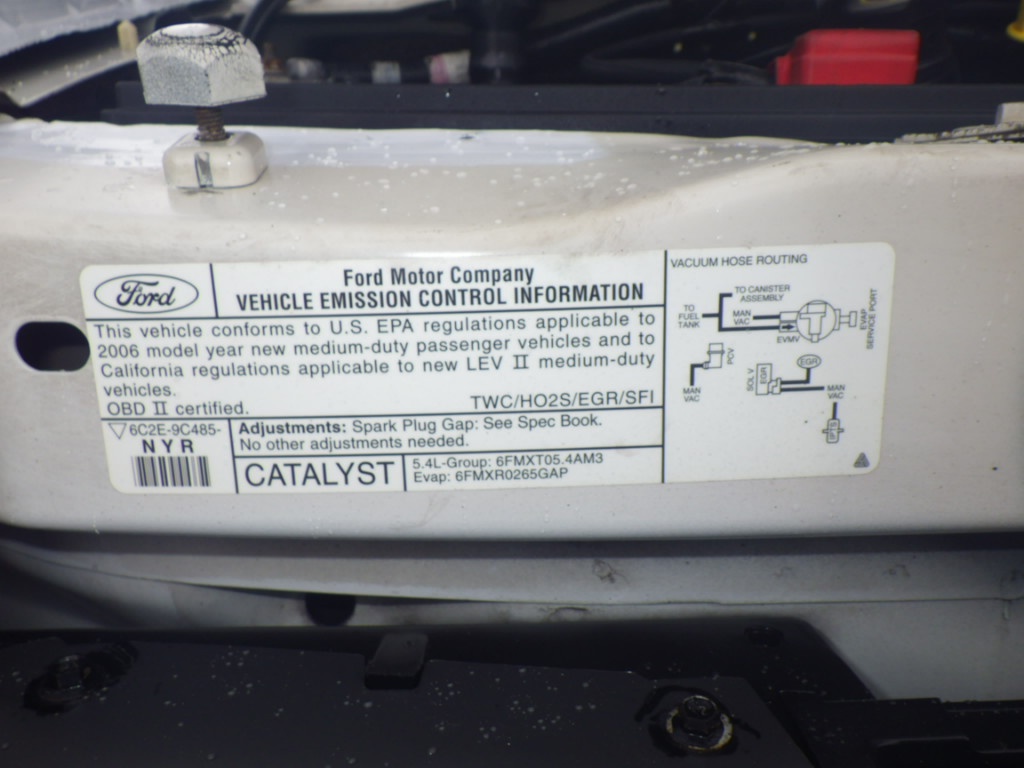 Ford
Ford Motor Company
VEHICLE EMISSION CONTROL INFORMATION
This vehicle conforms to U.S. EPA regulations applicable to
2006 model year new medium-duty passenger vehicles and to
California regulations applicable to new LEV II medium-duty
vehicles.
OBD II certified.
TWC/HO2S/EGR/SFI
6C2E-9C485-
NYR
Adjustments: Spark Plug Gap: See Spec Book.
No other adjustments needed.
CATALYST
5.4L-Group: 6FMXT05.4AM3
Evap: 6FMXR0265GAP
VACUUM HOSE ROUTING
TO CANISTER
ASSEMBLY
TO
FUEL
TANK
MAN
VAC
EVMV
EVAP
SERVICE PORT
PCV
MAN
VAC
SOL V
EGR
EGR
MAN
VAC